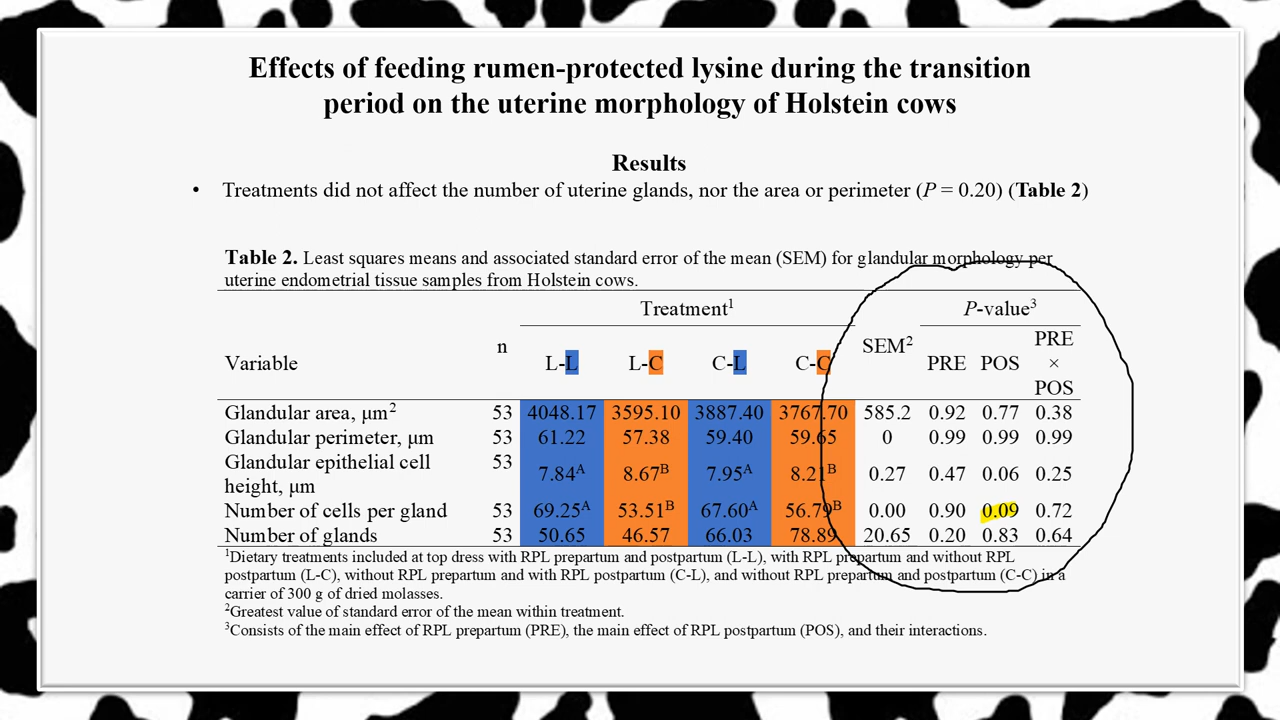 Effects of feeding rumen-protected lysine during the transition
period on the uterine morphology of Holstein cows
Results
• Treatments did not affect the number of uterine glands, nor the area or perimeter (P = 0.20) (Table 2)
Table 2. Least squares means and associated standard error of the mean (SEM) for glandular morphology per
uterine endometrial tissue samples from Holstein cows.
Treatment¹ P-value³
Variable n L-L L-C C-L C-C SEM² PRE POS PRE
×
POS
Glandular area, μm² 53 4048.17 3595.10 3887.40 3767.70 585.2 0.92 0.77 0.38
Glandular perimeter, μm 53 61.22 57.38 59.40 59.65 0 0.99 0.99 0.99
Glandular epithelial cell 53
height, μm 7.84ᴬ 8.67ᴮ 7.95ᴬ 8.21ᴮ 0.27 0.47 0.06 0.25
Number of cells per gland 53 69.25ᴬ 53.51ᴮ 67.60ᴬ 56.79ᴮ 0.00 0.90 0.09 0.72
Number of glands 53 50.65 46.57 66.03 78.89 20.65 0.20 0.83 0.64
¹Dietary treatments included at top dress with RPL prepartum and postpartum (L-L), with RPL prepartum and without RPL
postpartum (L-C), without RPL prepartum and with RPL postpartum (C-L), and without RPL prepartum and postpartum (C-C) in a
carrier of 300 g of dried molasses.
²Greatest value of standard error of the mean within treatment.
³Consists of the main effect of RPL prepartum (PRE), the main effect of RPL postpartum (POS), and their interactions.